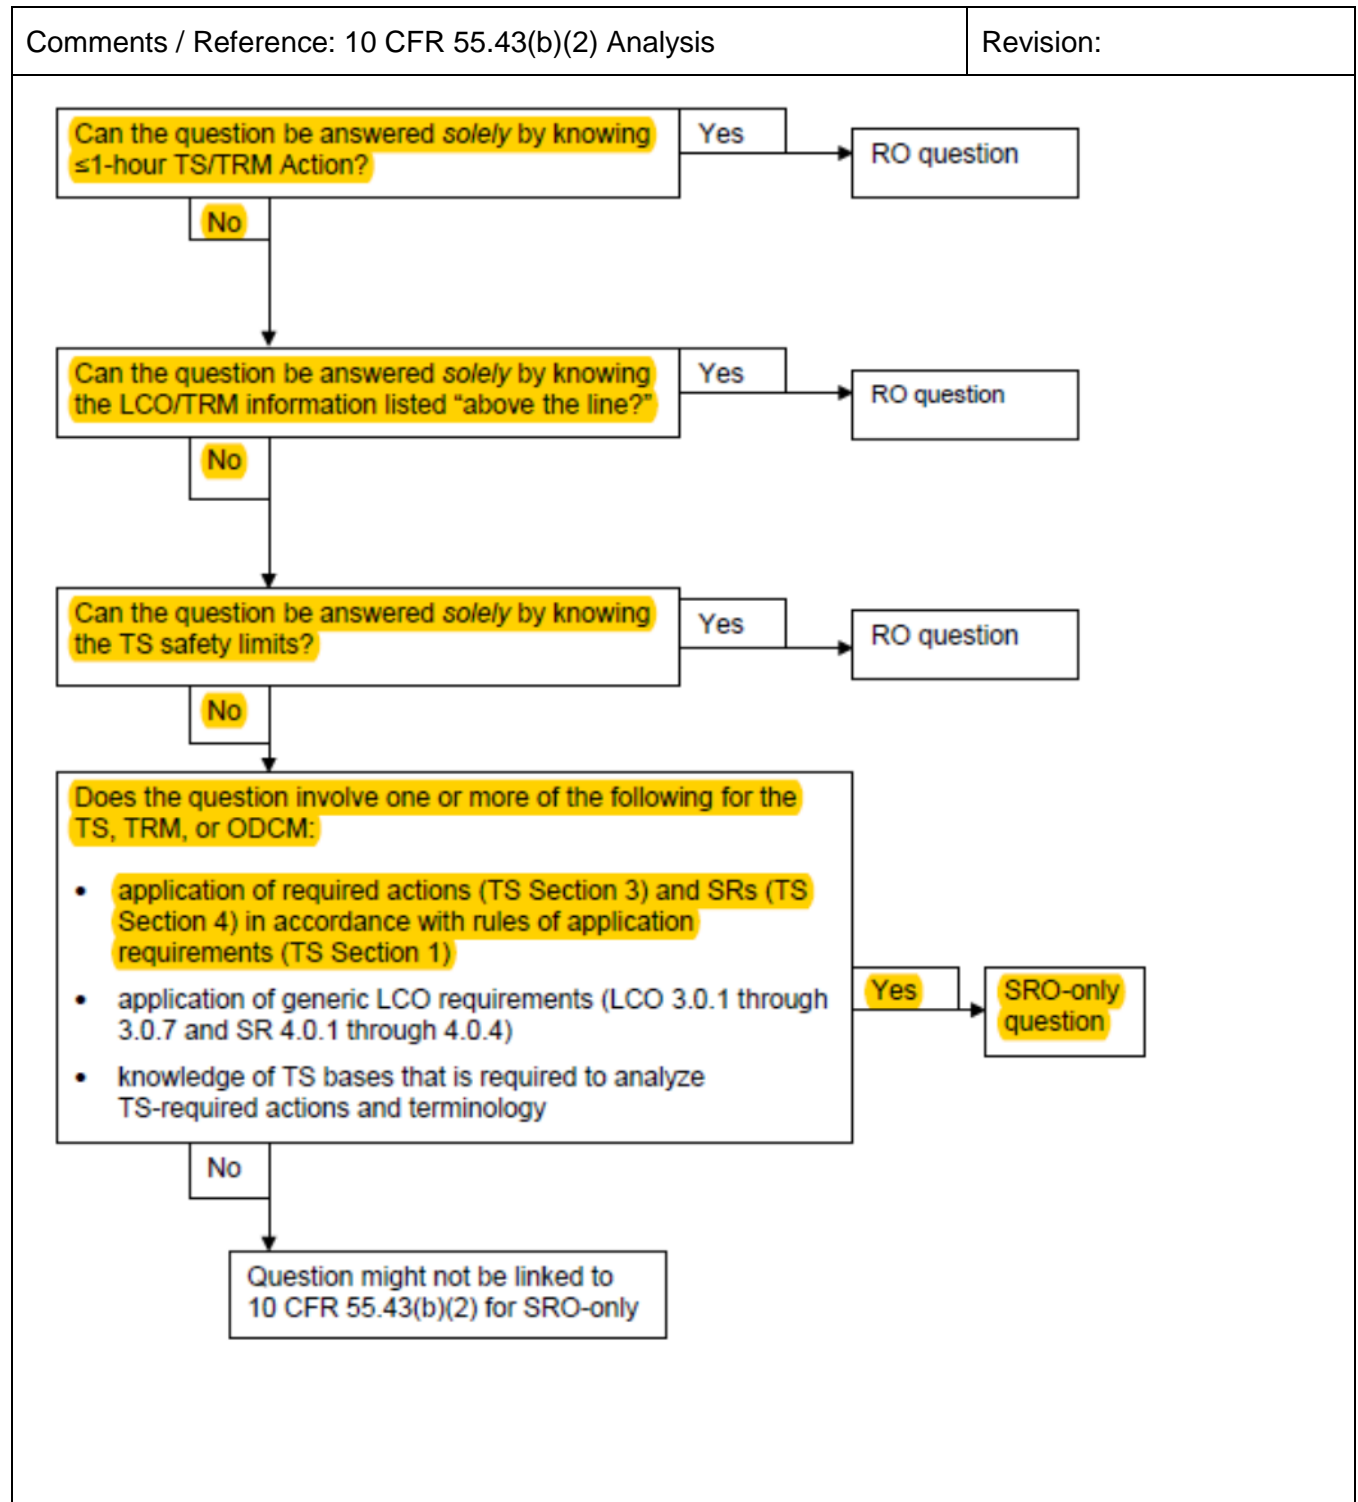 Comments / Reference: 10 CFR 55.43(b)(2) Analysis
Revision:
Can the question be answered solely by knowing
≤1-hour TS/TRM Action?
Yes
RO question
No
Can the question be answered solely by knowing
the LCO/TRM information listed “above the line?”
Yes
RO question
No
Can the question be answered solely by knowing
the TS safety limits?
Yes
RO question
No
Does the question involve one or more of the following for the
TS, TRM, or ODCM:
• application of required actions (TS Section 3) and SRs (TS
Section 4) in accordance with rules of application
requirements (TS Section 1)
• application of generic LCO requirements (LCO 3.0.1 through
3.0.7 and SR 4.0.1 through 4.0.4)
• knowledge of TS bases that is required to analyze
TS-required actions and terminology
Yes
SRO-only
question
No
Question might not be linked to
10 CFR 55.43(b)(2) for SRO-only